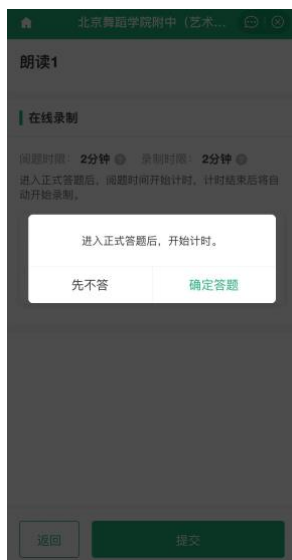 北京舞蹈学院附中（艺术...
朗读1
在线录制
阅题时限： 2分钟 录制时限： 2分钟
进入正式答题后，阅题时间开始计时，计时结束后将自
动开始录制。
进入正式答题后，开始计时。
先不答 确定答题
返回 提交